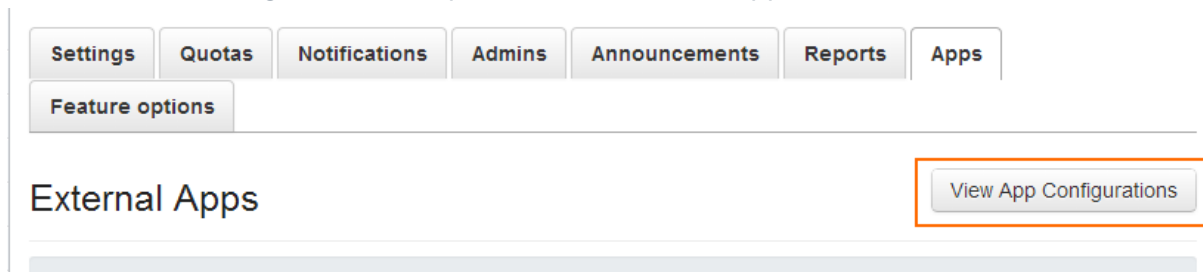 Settings Quotas Notifications Admins Announcements Reports Apps
Feature options
External Apps View App Configurations